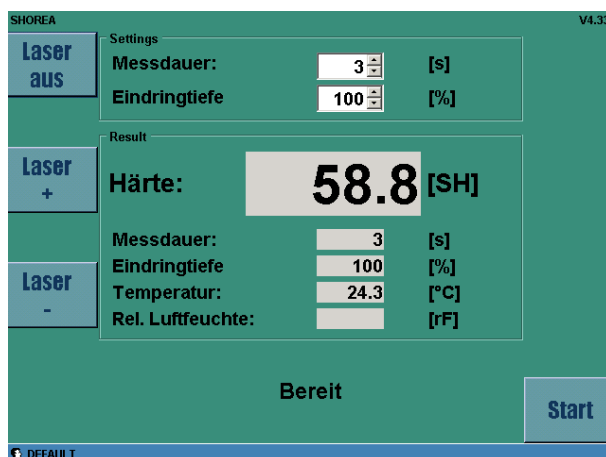 SHOREA V4.33
Laser aus
Settings
Messdauer: 3 [s]
Eindringtiefe 100 [%]
Result
Laser +
Härte: 58.8 [SH]
Messdauer: 3 [s]
Eindringtiefe 100 [%]
Laser -
Temperatur: 24.3 [°C]
Rel. Luftfeuchte: [rF]
Bereit
Start
DEFAULT